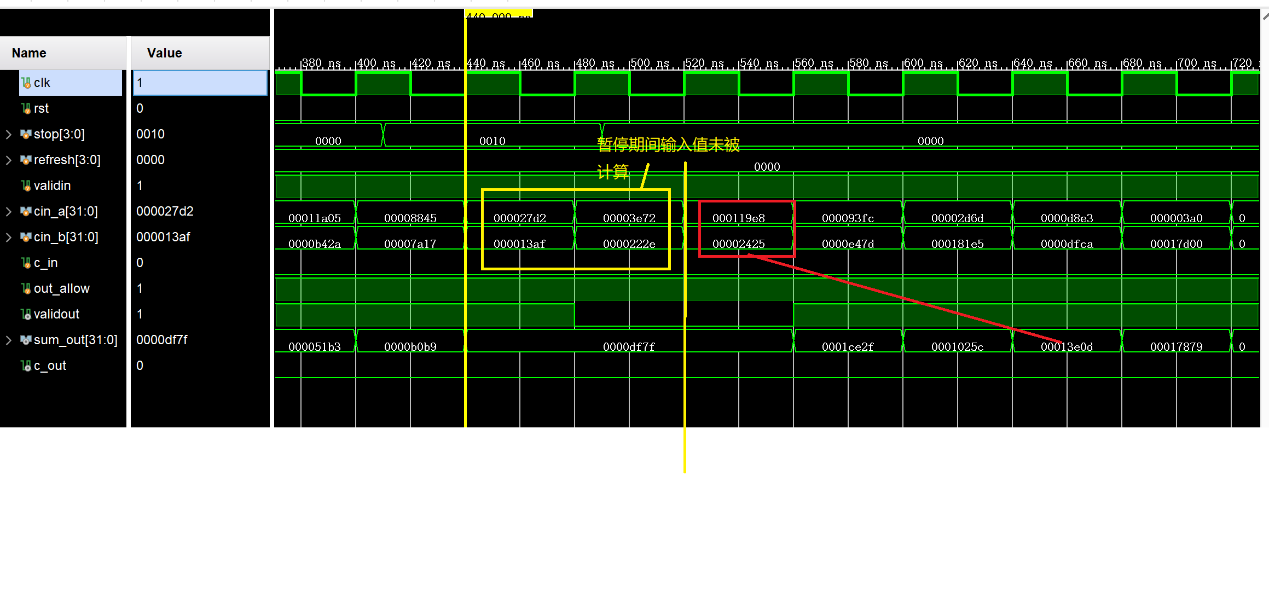 440.000 ns
Name Value
380 ns 400 ns 420 ns 440 ns 460 ns 480 ns 500 ns 520 ns 540 ns 560 ns 580 ns 600 ns 620 ns 640 ns 660 ns 680 ns 700 ns 720
clk 1
rst 0
stop[3:0] 0010 0000 0010 0000
暂停期间输入值未被
计算
refresh[3:0] 0000 0000
validin 1
cin_a[31:0] 000027d2 00011a05 00008845 000027d2 00003e72 000119e8 000093fc 00002d6d 0000d8e3 000003a0 0
cin_b[31:0] 000013af 0000b42a 00007a17 000013af 0000222e 00002425 0000e47d 000181e5 0000dfca 00017d00 0
c_in 0
out_allow 1
validout 1
sum_out[31:0] 0000df7f 000051b3 0000b0b9 0000df7f 0001ce2f 0001025c 00013e0d 00017879 0
c_out 0